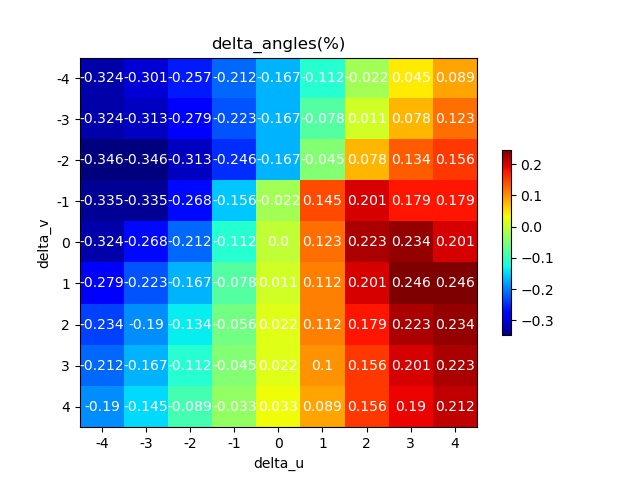 delta_angles(%)
-4 -0.324 -0.301 -0.257 -0.212 -0.167 -0.112 -0.022 0.045 0.089
-3 -0.324 -0.313 -0.279 -0.223 -0.167 -0.078 0.011 0.078 0.123
-2 -0.346 -0.346 -0.313 -0.246 -0.167 -0.045 0.078 0.134 0.156
-1 -0.335 -0.335 -0.268 -0.156 -0.022 0.145 0.201 0.179 0.179
0 -0.324 -0.268 -0.212 -0.112 0.0 0.123 0.223 0.234 0.201
1 -0.279 -0.223 -0.167 -0.078 0.011 0.112 0.201 0.246 0.246
2 -0.234 -0.19 -0.134 -0.056 0.022 0.112 0.179 0.223 0.234
3 -0.212 -0.167 -0.112 -0.045 0.022 0.1 0.156 0.201 0.223
4 -0.19 -0.145 -0.089 -0.033 0.033 0.089 0.156 0.19 0.212
-4 -3 -2 -1 0 1 2 3 4
delta_u
delta_v
0.2
0.1
0.0
−0.1
−0.2
−0.3